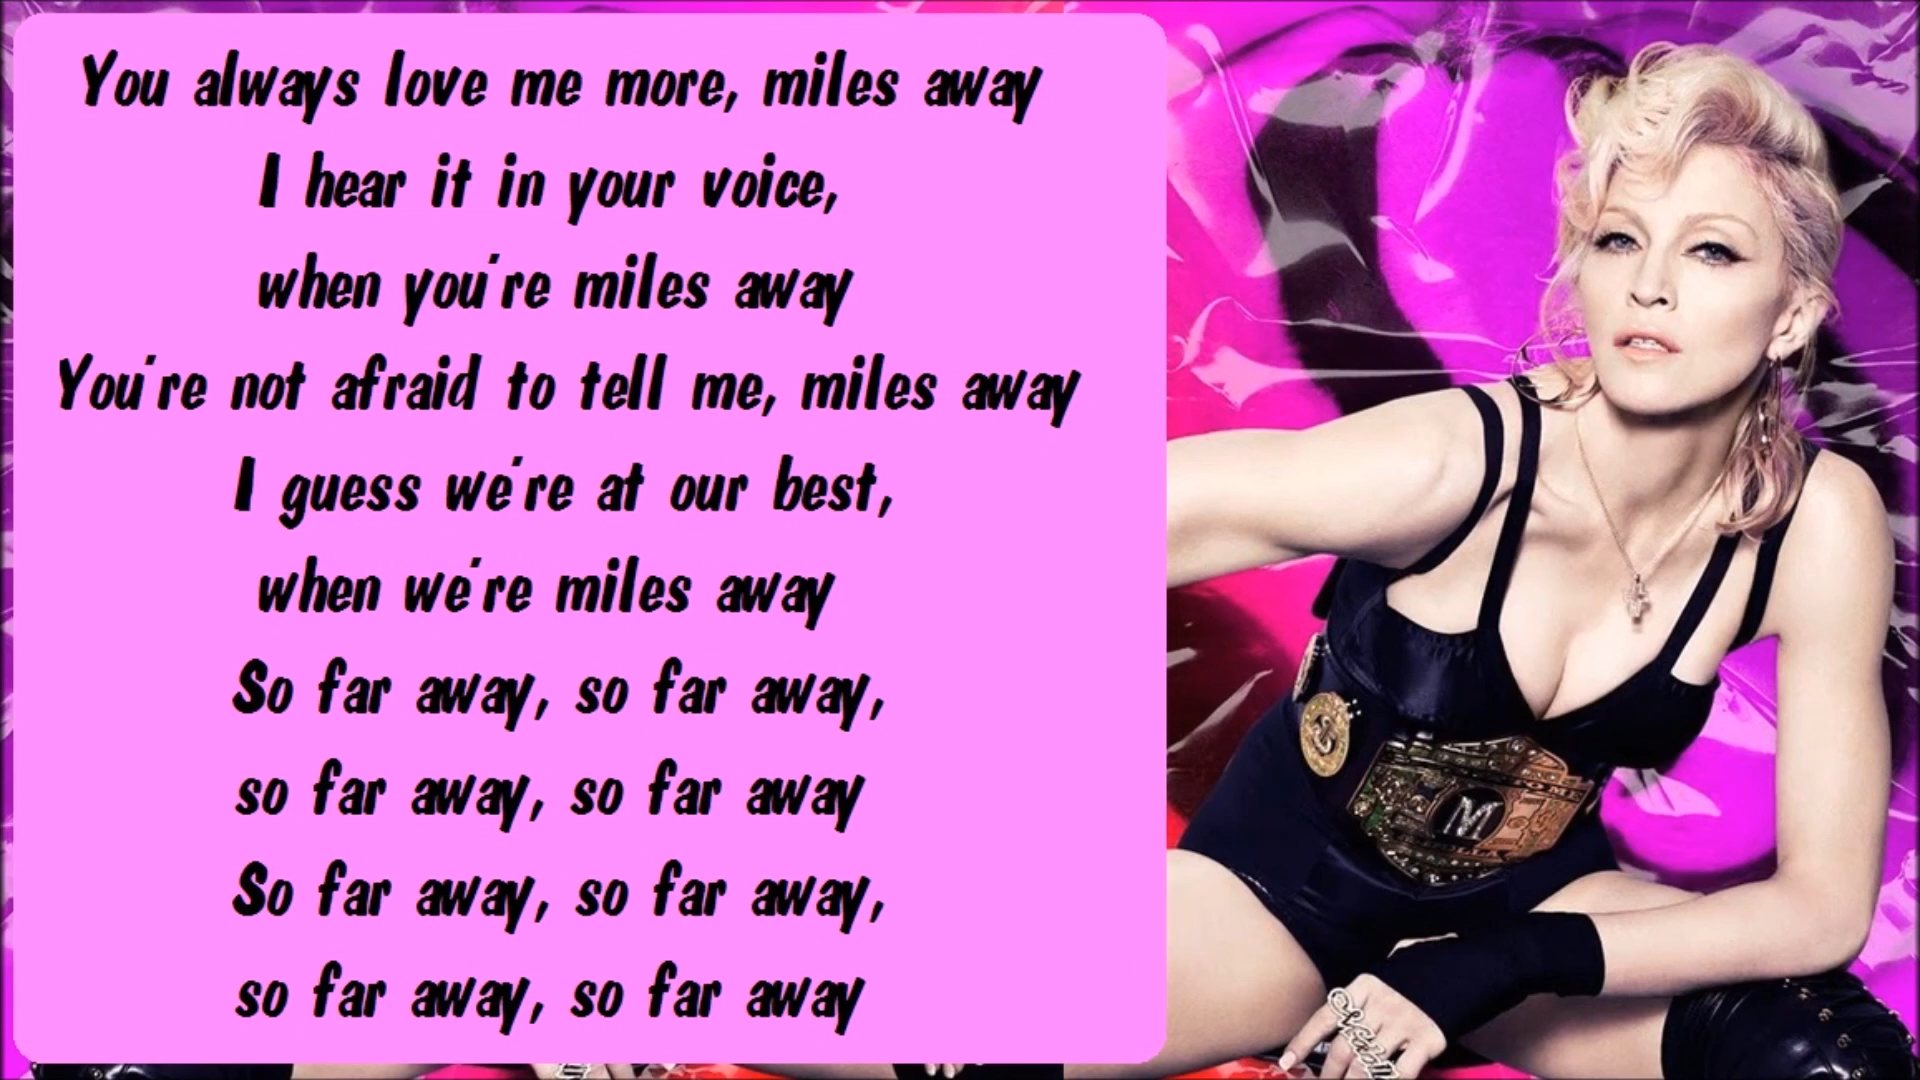 You always love me more, miles away
I hear it in your voice,
when you're miles away
You're not afraid to tell me, miles away
I guess we're at our best,
when we're miles away
So far away, so far away,
so far away, so far away
So far away, so far away,
so far away, so far away
M